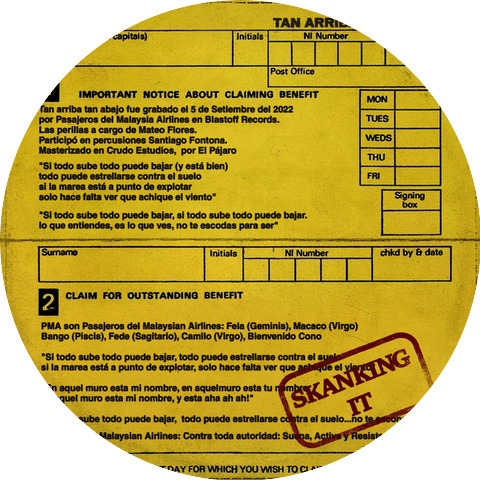 TAN ARRIB
capitals)
Initials
NI Number
Post Office
IMPORTANT NOTICE ABOUT CLAIMING BENEFIT
Tan arriba tan abajo fue grabado el 5 de Setiembre del 2022
por Pasajeros del Malaysia Airlines en Blastoff Records.
Las perillas a cargo de Mateo Flores.
Participó en percusiones Santiago Fontona.
Masterizado en Crudo Estudios, por El Pájaro
"Si todo sube todo puede bajar (y está bien)
todo puede estrellarse contra el suelo
si la marea está a punto de explotar
solo hace falta ver que achique el viento"
"Si todo sube todo puede bajar, si todo sube todo puede bajar.
lo que entiendes, es lo que ves, no te escodas para ser"
MON
TUES
WEDS
THU
FRI
Signing
box
Surname
Initials
NI Number
chkd by & date
2 CLAIM FOR OUTSTANDING BENEFIT
PMA son Pasajeros del Malaysian Airlines: Fela (Geminis), Macaco (Virgo)
Bango (Piscis), Fede (Sagitario), Camilo (Virgo), Bienvenido Cono
"Si todo sube todo puede bajar, todo puede estrellarse contra el suelo
si la marea está a punto de explotar, solo hace falta ver que achique el viento"
En aquel muro esta mi nombre, en aquelmuro esta tu nombre
quel muro esta mi nombre, y esta aha ah ah!"
do sube todo puede bajar, todo puede estrellarse contra el suelo...no te esco
Malaysian Airlines: Contra toda autoridad: Suena, Activa y Resiste
T DAY FOR WHICH YOU WISH TO CLA
SKANKING
IT